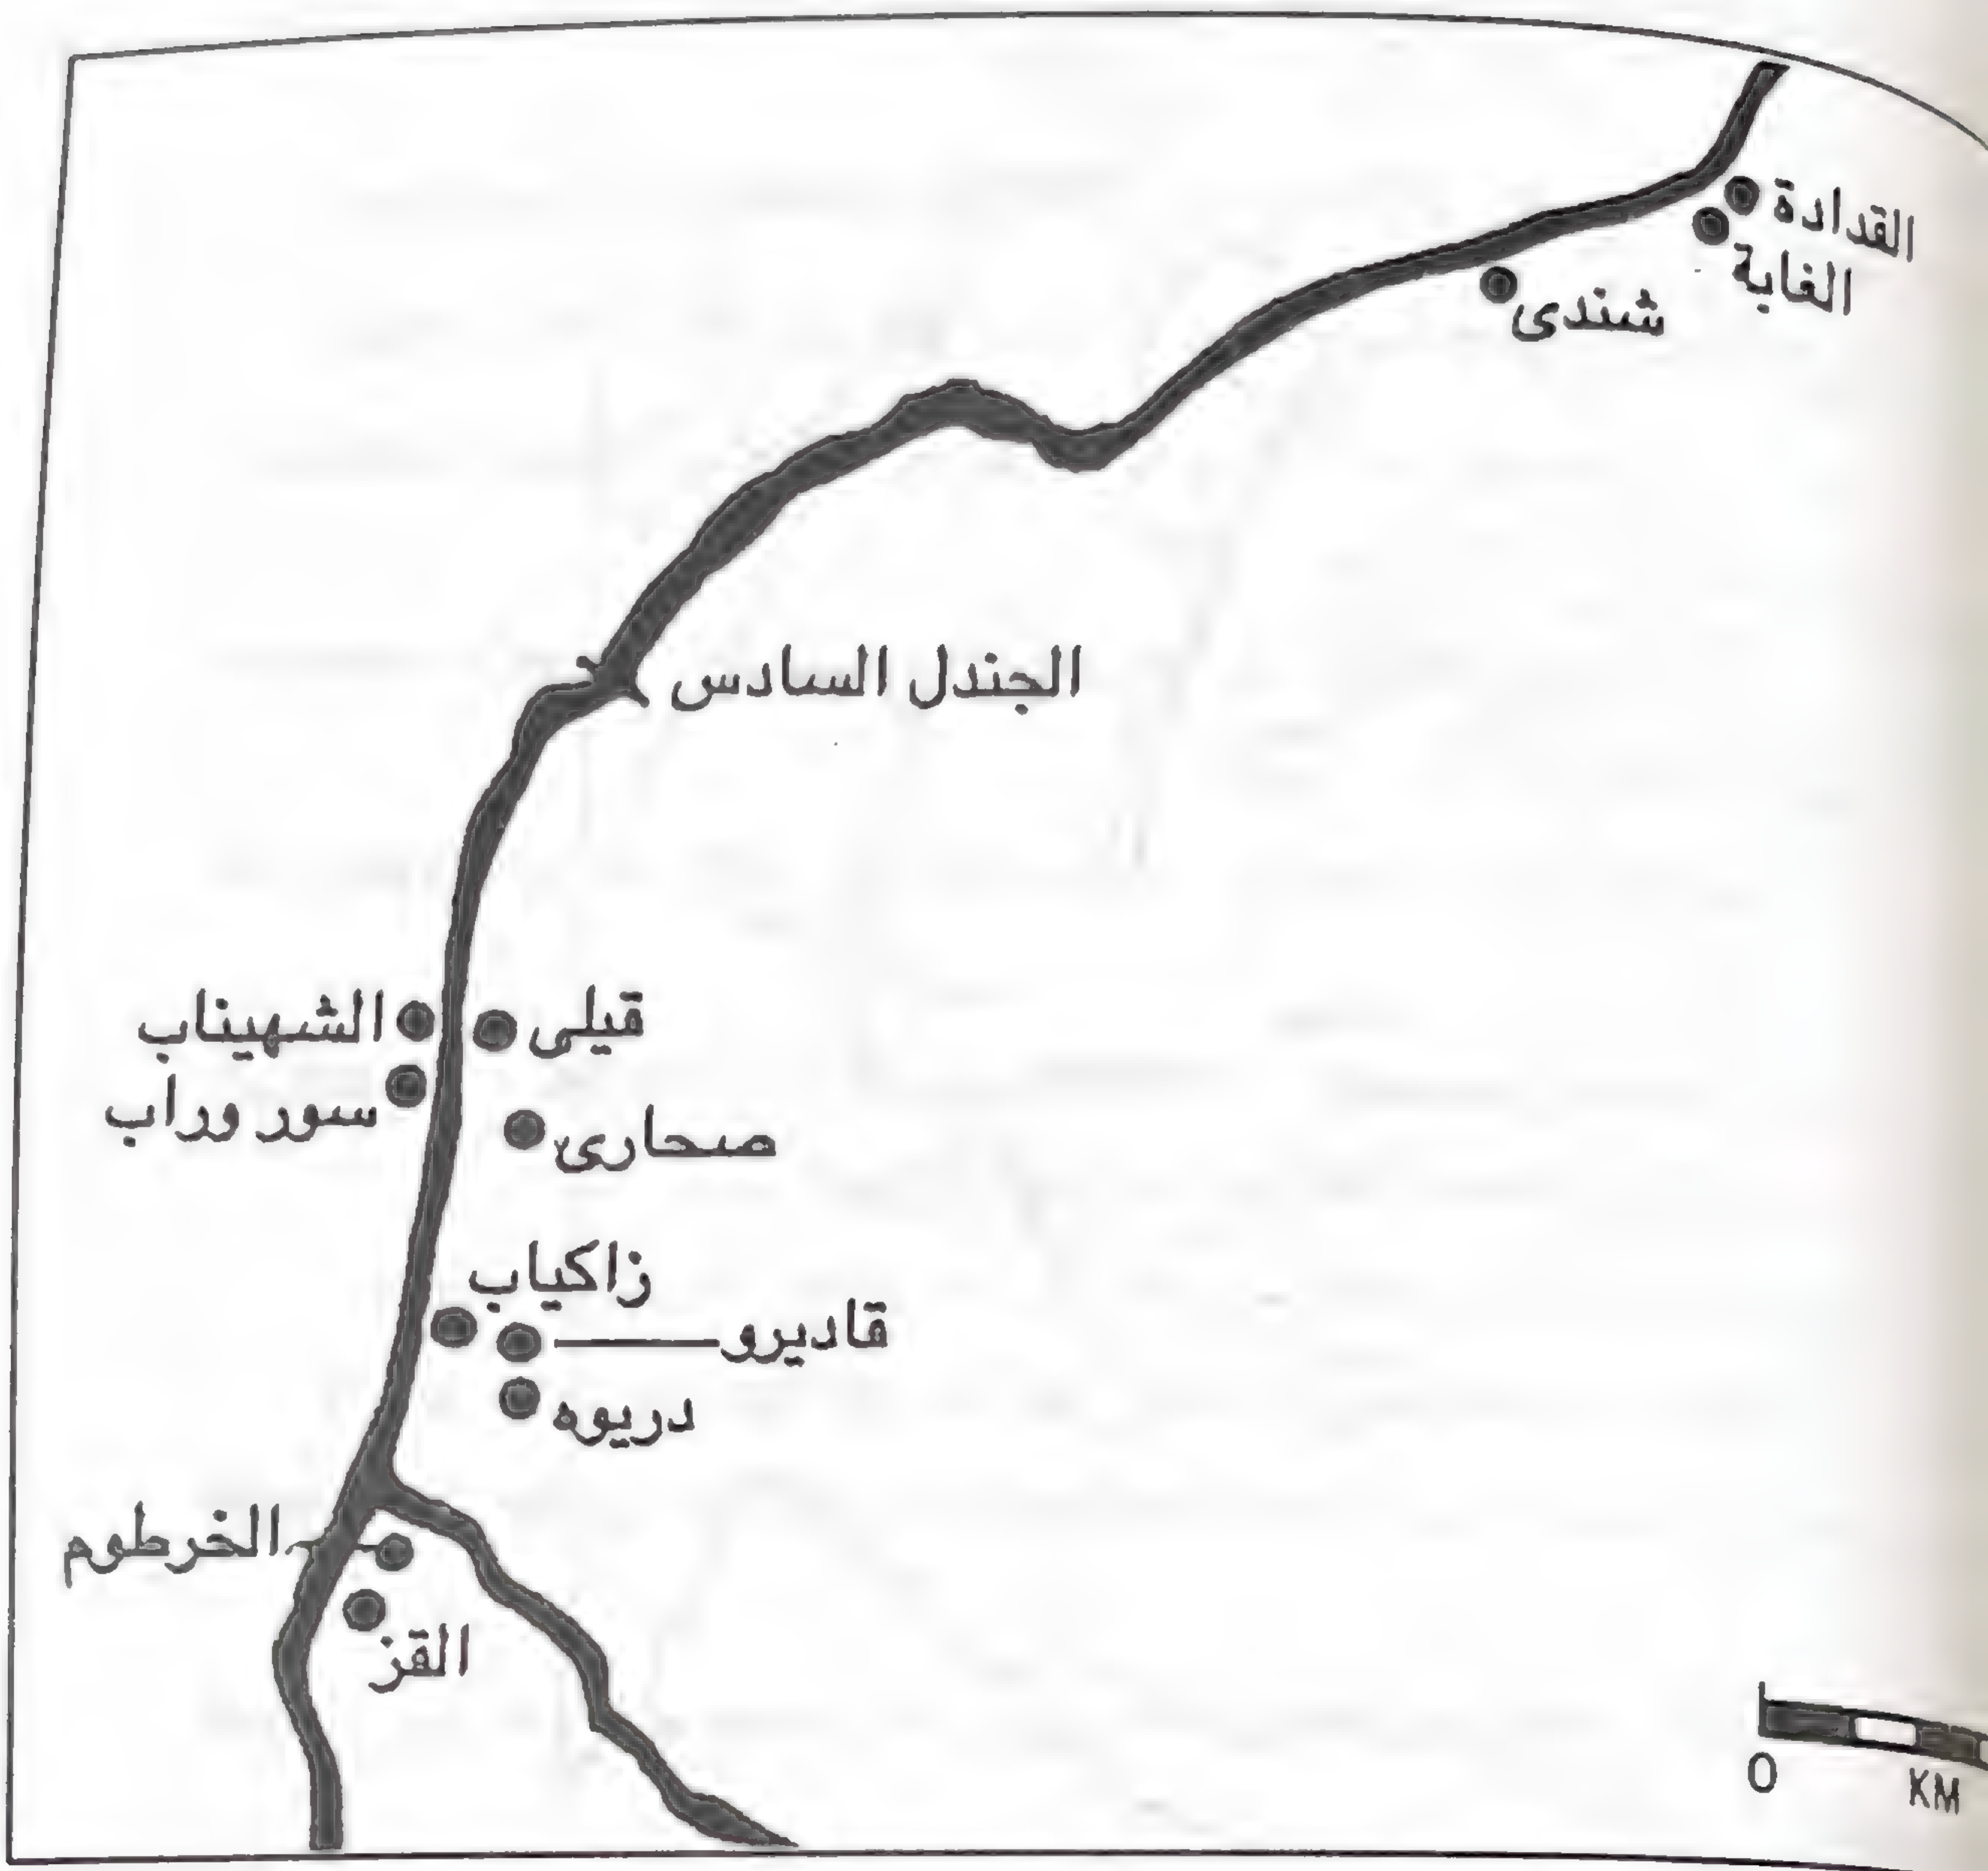 القدادة
الغابة
شندى
الجندل السادس
الشهيناب
قيلى
سور وراب
صحارى
زاكياب
قاديرو
دريوه
الخرطوم
القز
0
KM